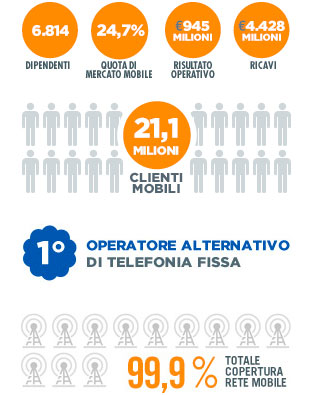 6.814
24,7%
€945
MILIONI
€4.428
MILIONI
DIPENDENTI
QUOTA DI
MERCATO MOBILE
RISULTATO
OPERATIVO
RICAVI
21,1
MILIONI
CLIENTI
MOBILI
1°
OPERATORE ALTERNATIVO
DI TELEFONIA FISSA
99,9%
TOTALE
COPERTURA
RETE MOBILE